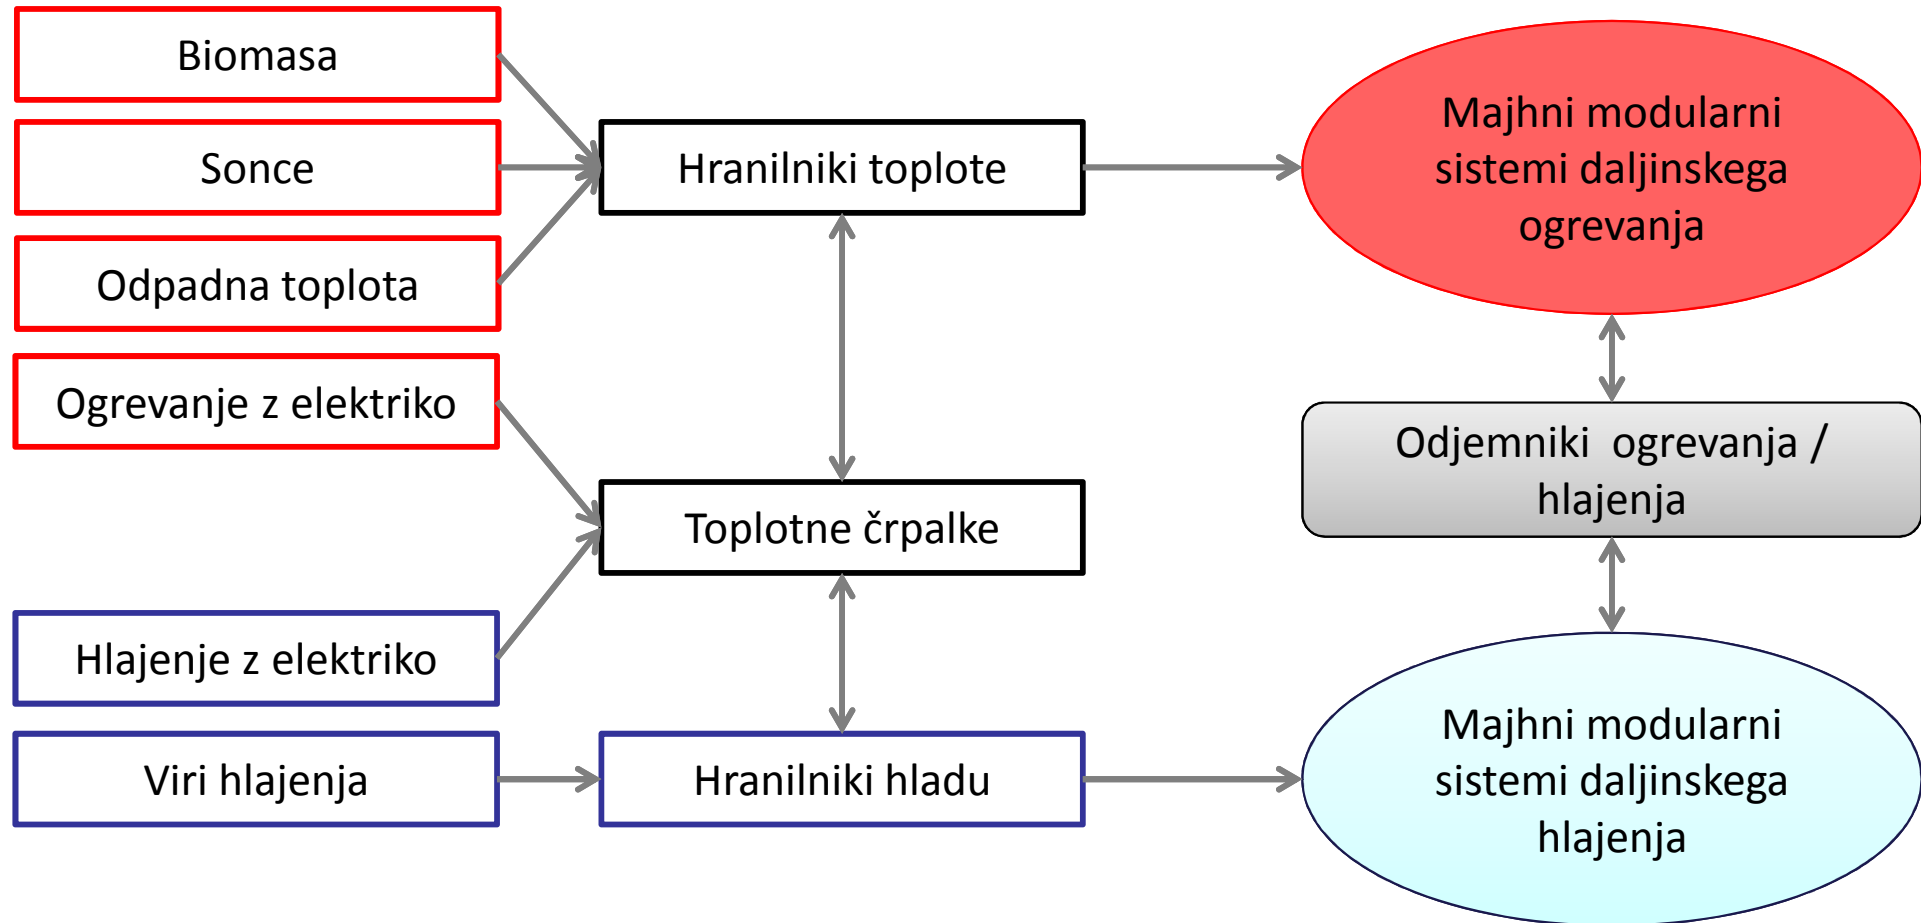 Biomasa
Sonce
Odpadna toplota
Ogrevanje z elektriko
Hlajenje z elektriko
Viri hlajenja
Hranilniki toplote
Toplotne črpalke
Hranilniki hladu
Majhni modularni
sistemi daljinskega
ogrevanja
Odjemniki ogrevanja /
hlajenja
Majhni modularni
sistemi daljinskega
hlajenja